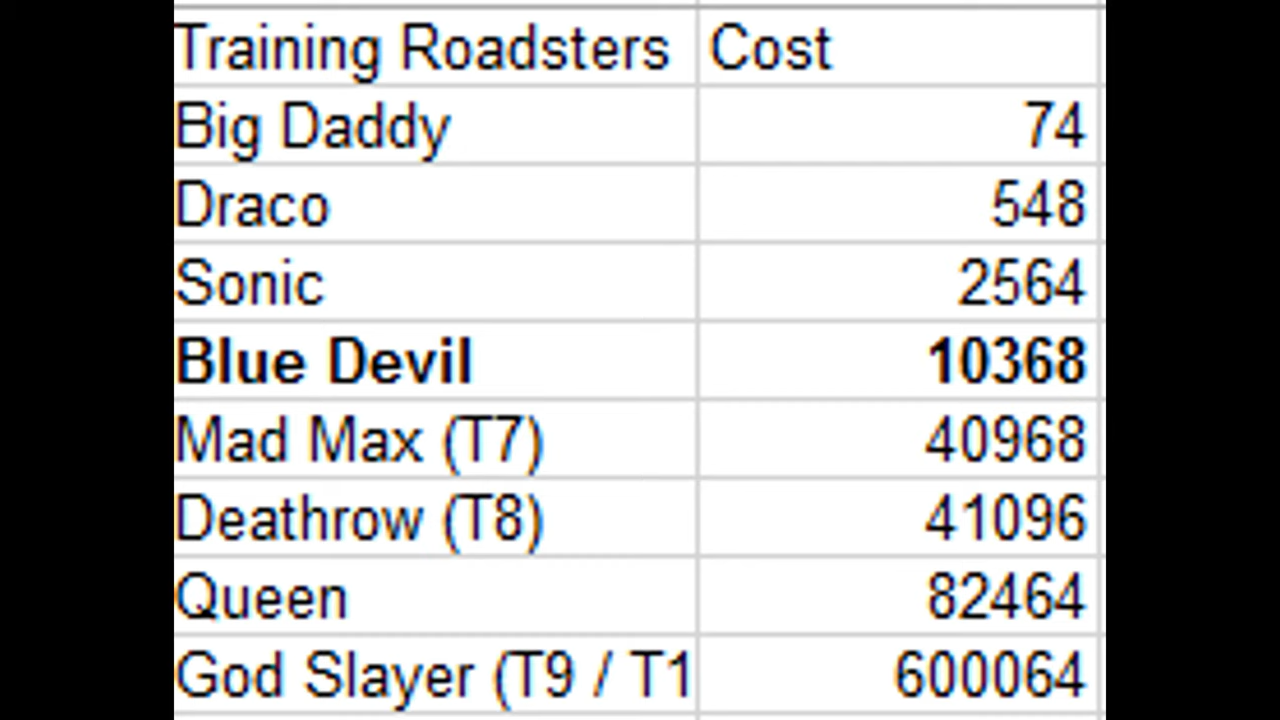 Training Roadsters Cost
Big Daddy 74
Draco 548
Sonic 2564
Blue Devil 10368
Mad Max (T7) 40968
Deathrow (T8) 41096
Queen 82464
God Slayer (T9 / T1 600064